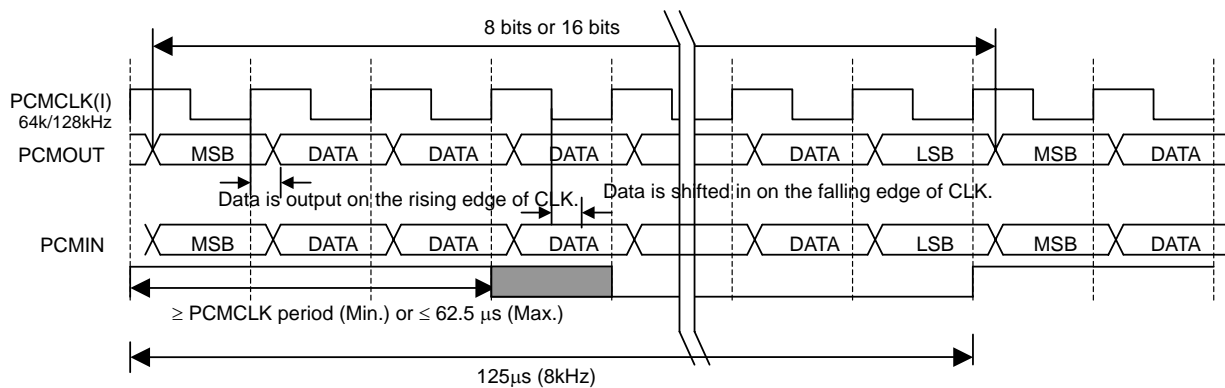 8 bits or 16 bits
PCMCLK(I)
64k/128kHz
PCMOUT MSB DATA DATA DATA DATA LSB MSB DATA
Data is output on the rising edge of CLK. Data is shifted in on the falling edge of CLK.
PCMIN MSB DATA DATA DATA DATA LSB MSB DATA
≥ PCMCLK period (Min.) or ≤ 62.5 μs (Max.)
125μs (8kHz)